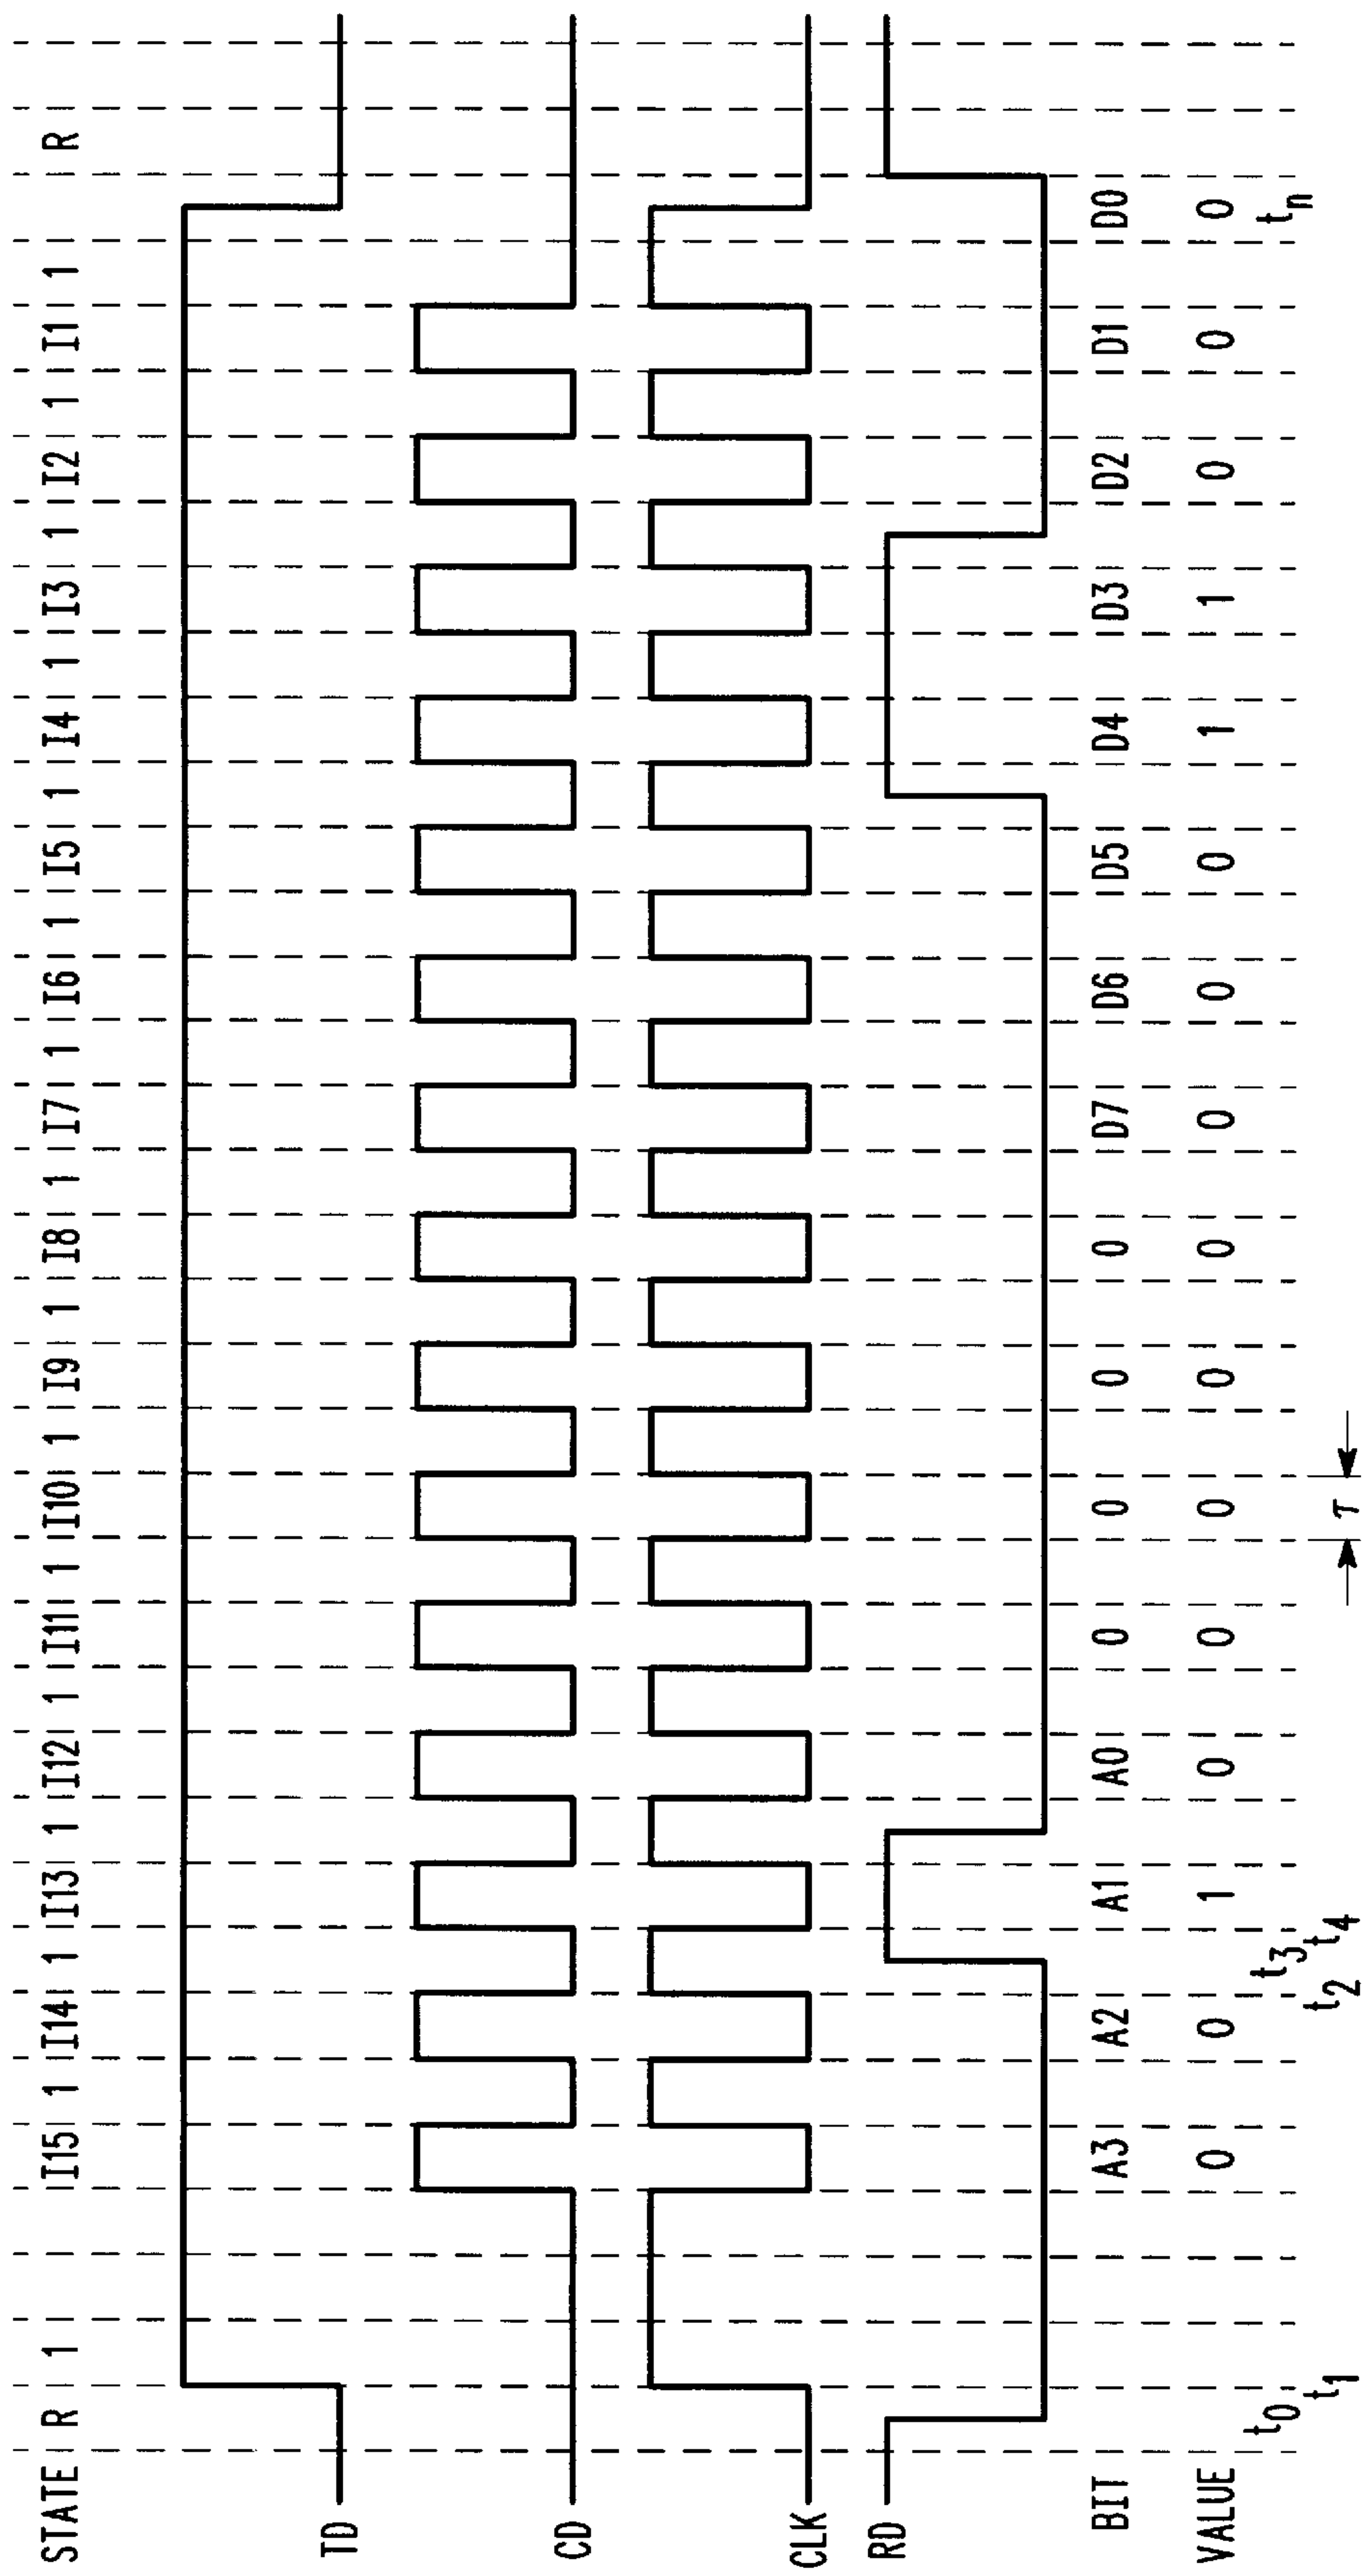 STATE R 1 I15 1 I14 1 I13 1 I12 1 I11 1 I10 1 I9 1 I8 1 I7 1 I6 1 I5 1 I4 1 I3 1 I2 1 I1 1 R
TD
CD
CLK
RD
BIT A3 A2 A1 A0 0 0 0 0 D7 D6 D5 D4 D3 D2 D1 D0
VALUE 0 0 1 0 0 0 0 0 0 0 0 1 1 0 0 0
t0 t1 t2 t3 t4 tn
τ